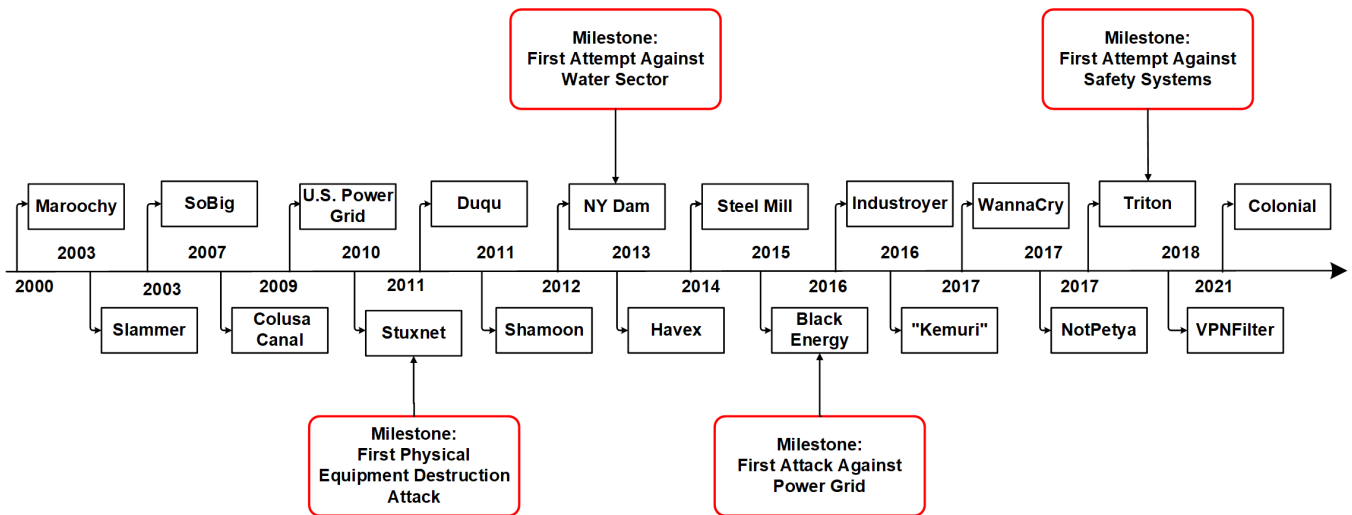 Milestone:
First Attempt Against
Water Sector
Milestone:
First Attempt Against
Safety Systems
Maroochy
SoBig
U.S. Power
Grid
Duqu
NY Dam
Steel Mill
Industroyer
WannaCry
Triton
Colonial
2003
2007
2010
2011
2013
2015
2016
2017
2018
2000
2003
2009
2011
2012
2014
2016
2017
2017
2021
Slammer
Colusa
Canal
Stuxnet
Shamoon
Havex
Black
Energy
"Kemuri"
NotPetya
VPNFilter
Milestone:
First Physical
Equipment Destruction
Attack
Milestone:
First Attack Against
Power Grid